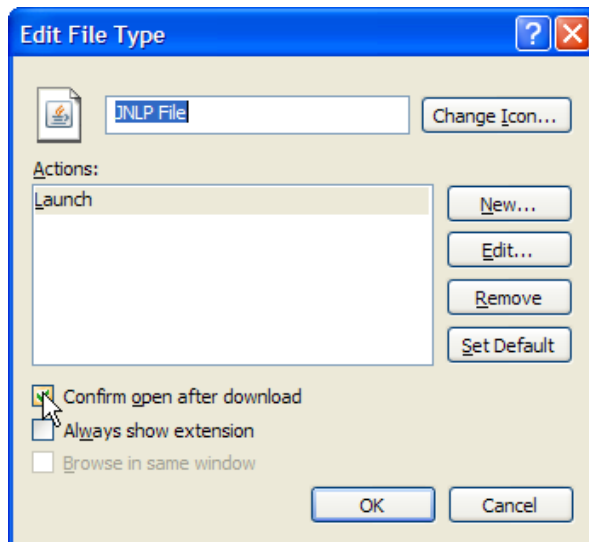 Edit File Type
?
JNLP File
Change Icon...
Actions:
Launch
New...
Edit...
Remove
Set Default
Confirm open after download
Always show extension
Browse in same window
OK
Cancel